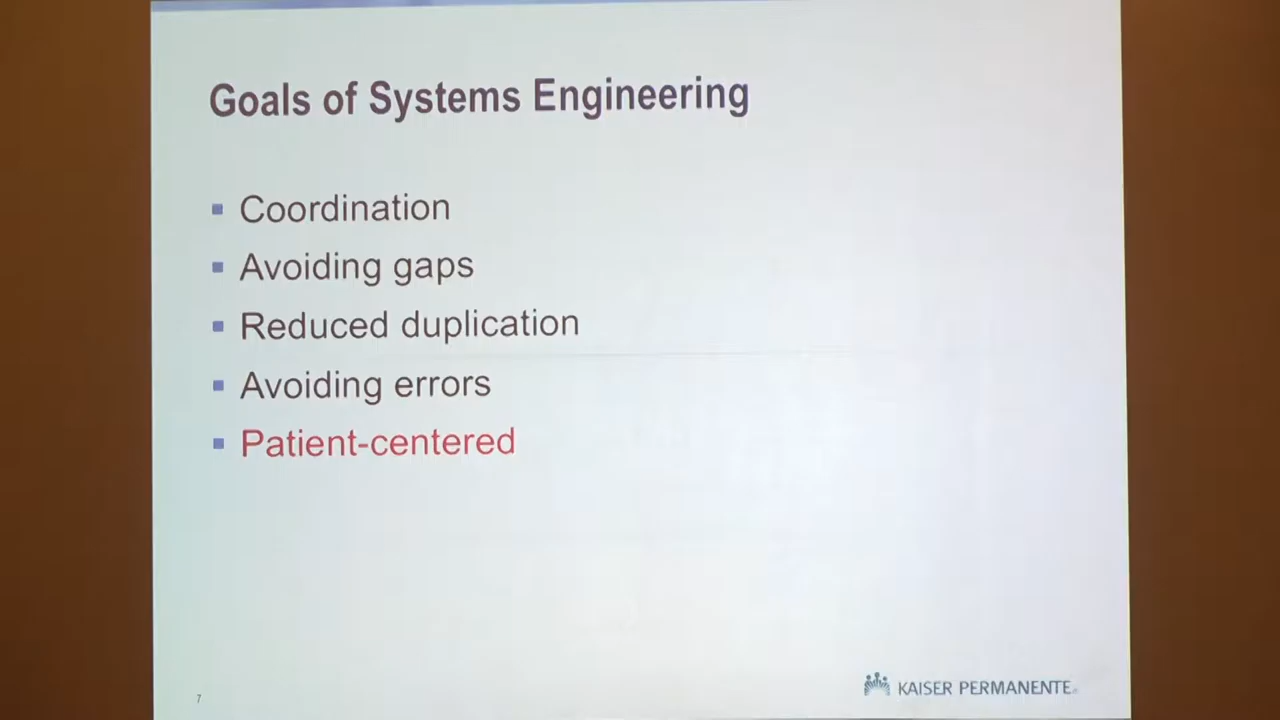 Goals of Systems Engineering
Coordination
Avoiding gaps
Reduced duplication
Avoiding errors
Patient-centered
7
KAISER PERMANENTE®